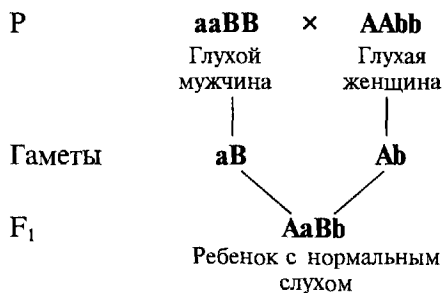 P aaBB × AAbb
Глухой Глухая
мужчина женщина
Гаметы aB Ab
F₁ AaBb
Ребенок с нормальным
слухом